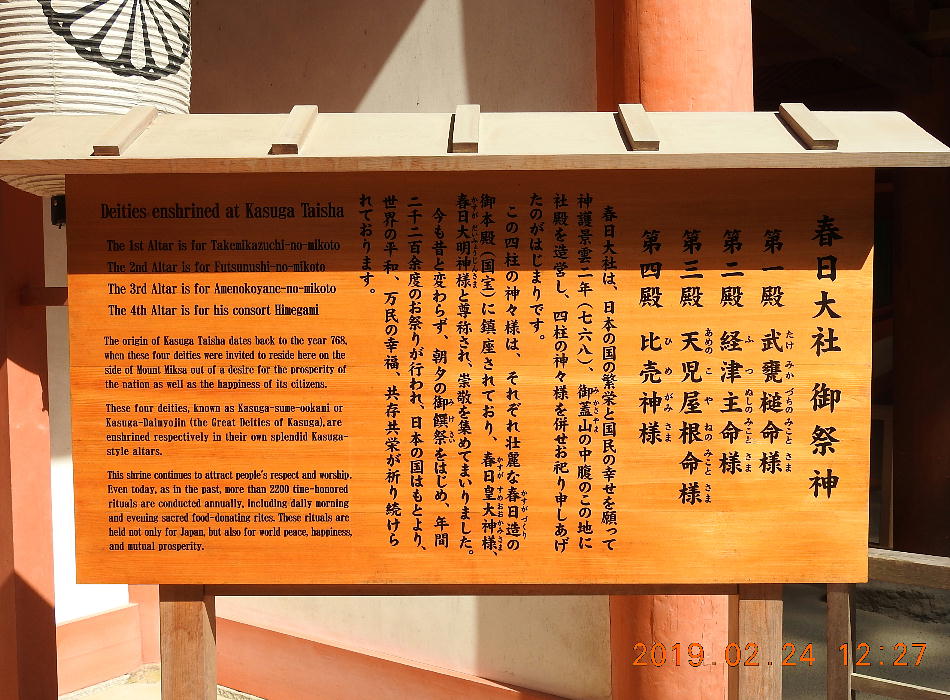 春日大社 御祭神
第一殿 武甕槌命様
第二殿 経津主命様
第三殿 天児屋根命様
第四殿 比売神様
春日大社は、日本の国の繁栄と国民の幸せを願って
神護景雲二年(七六八)、御蓋山の中腹のこの地に
社殿を造営し、四柱の神々様を併せお祀り申しあげ
たのがはじまりです。
この四柱の神々様は、それぞれ壮麗な春日造の
御本殿(国宝)に鎮座されており、春日皇大神様、
春日大明神様と尊称され、崇敬を集めてまいりました。
今も昔と変わらず、朝夕の御饌祭をはじめ、年間
二千二百余度のお祭りが行われ、日本の国はもとより、
世界の平和、万民の幸福、共存共栄が祈り続けら
れております。
Deities enshrined at Kasuga Taisha
The 1st Altar is for Takemikazuchi-no-mikoto
The 2nd Altar is for Futsunushi-no-mikoto
The 3rd Altar is for Amenokoyane-no-mikoto
The 4th Altar is for his consort Himegami
The origin of Kasuga Taisha dates back to the year 768,
when these four deities were invited to reside here on the
side of Mount Miksa out of a desire for the prosperity of
the nation as well as the happiness of its citizens.
These four deities, known as Kasuga-sume-ookani or
Kasuga-Daimyojin (the Great Deities of Kasuga), are
enshrined respectively in their own splendid Kasuga-
style altars.
This shrine continues to attract people's respect and worship.
Even today, as in the past, more than 2200 time-honored
rituals are conducted annually, including daily morning
and evening sacred food-donating rites. These rituals are
held not only for Japan, but also for world peace, happiness,
and mutual prosperity.
2019.02.24 12:27